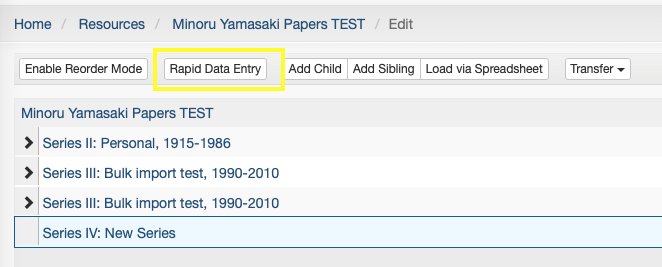 Home / Resources / Minoru Yamasaki Papers TEST / Edit
Enable Reorder Mode Rapid Data Entry Add Child Add Sibling Load via Spreadsheet Transfer
Minoru Yamasaki Papers TEST
Series II: Personal, 1915-1986
Series III: Bulk import test, 1990-2010
Series III: Bulk import test, 1990-2010
Series IV: New Series